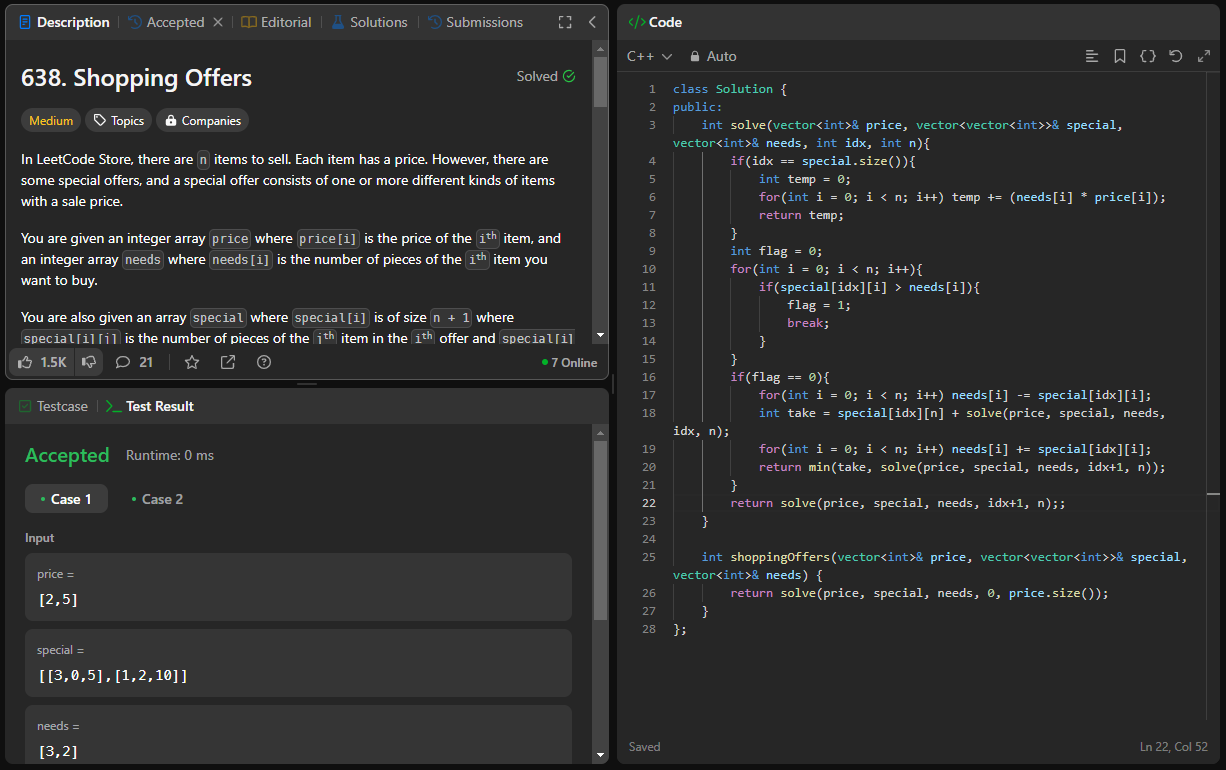 Description
Accepted
Editorial
Solutions
Submissions
638. Shopping Offers
Solved
Medium
Topics
Companies
In LeetCode Store, there are n items to sell. Each item has a price. However, there are
some special offers, and a special offer consists of one or more different kinds of items
with a sale price.
You are given an integer array price where price[i] is the price of the ith item, and
an integer array needs where needs[i] is the number of pieces of the ith item you
want to buy.
You are also given an array special where special[i] is of size n + 1 where
special[i][j] is the number of pieces of the jth item in the ith offer and special[i]
1.5K
21
7 Online
Testcase
>_ Test Result
Accepted
Runtime: 0 ms
Case 1
Case 2
Input
price =
[2,5]
special =
[[3,0,5],[1,2,10]]
needs =
[3,2]
</> Code
C++
Auto
1 class Solution {
2 public:
3 int solve(vector<int>& price, vector<vector<int>>& special,
vector<int>& needs, int idx, int n){
4 if(idx == special.size()){
5 int temp = 0;
6 for(int i = 0; i < n; i++) temp += (needs[i] * price[i]);
7 return temp;
8 }
9 int flag = 0;
10 for(int i = 0; i < n; i++){
11 if(special[idx][i] > needs[i]){
12 flag = 1;
13 break;
14 }
15 }
16 if(flag == 0){
17 for(int i = 0; i < n; i++) needs[i] -= special[idx][i];
18 int take = special[idx][n] + solve(price, special, needs,
idx, n);
19 for(int i = 0; i < n; i++) needs[i] += special[idx][i];
20 return min(take, solve(price, special, needs, idx+1, n));
21 }
22 return solve(price, special, needs, idx+1, n);;
23 }
24
25 int shoppingOffers(vector<int>& price, vector<vector<int>>& special,
vector<int>& needs) {
26 return solve(price, special, needs, 0, price.size());
27 }
28 };
Saved
Ln 22, Col 52